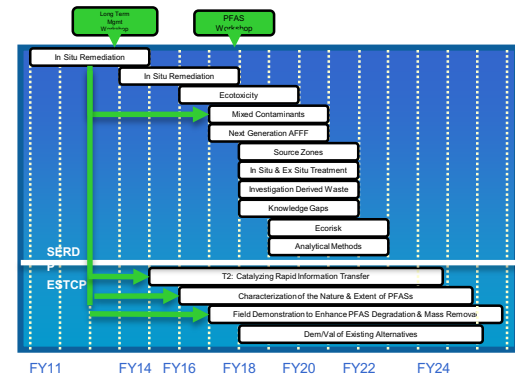 Long Term
Mgmt
Workshop
PFAS
Workshop
In Situ Remediation
In Situ Remediation
Ecotoxicity
Mixed Contaminants
Next Generation AFFF
Source Zones
In Situ & Ex Situ Treatment
Investigation Derived Waste
Knowledge Gaps
Ecorisk
Analytical Methods
SERD
P
ESTCP
T2: Catalyzing Rapid Information Transfer
Characterization of the Nature & Extent of PFASs
Field Demonstration to Enhance PFAS Degradation & Mass Removal
Dem/Val of Existing Alternatives
FY11 FY14 FY16 FY18 FY20 FY22 FY24